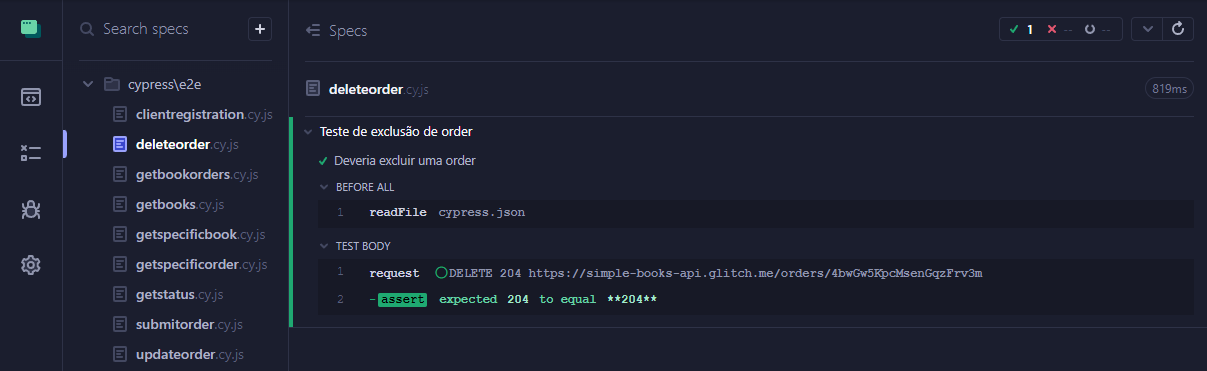 Search specs
+
cypress\e2e
clientregistration.cy.js
deleteorder.cy.js
getbookorders.cy.js
getbooks.cy.js
getspecificbook.cy.js
getspecificorder.cy.js
getstatus.cy.js
submitorder.cy.js
updateorder.cy.js
Specs
1 -- --
deleteorder.cy.js 819ms
Teste de exclusão de order
Deveria excluir uma order
BEFORE ALL
1 readFile cypress.json
TEST BODY
1 request DELETE 204 https://simple-books-api.glitch.me/orders/4bwGw5KpcMsenGqzFrv3m
2 -assert expected 204 to equal **204**